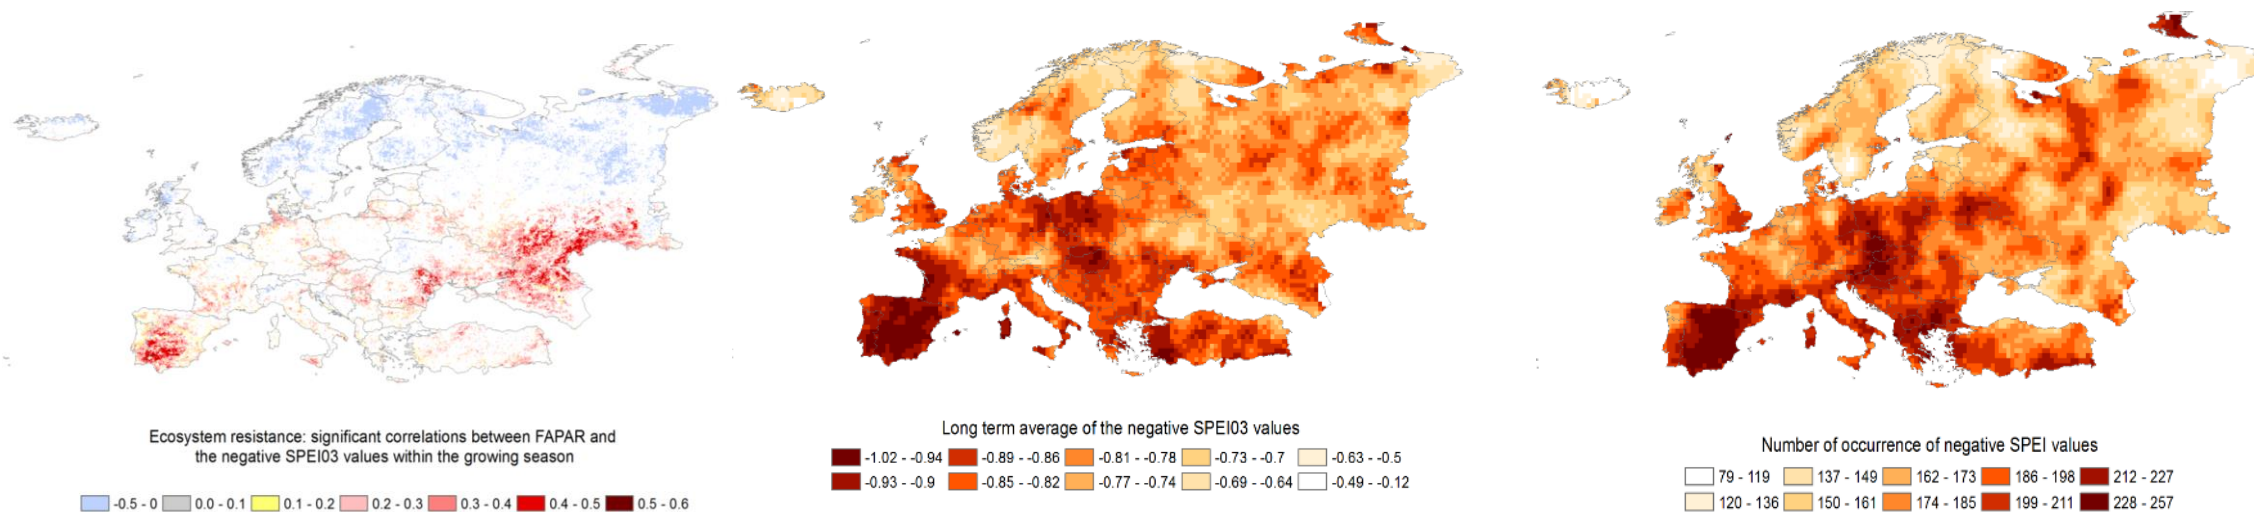 Ecosystem resistance: significant correlations between FAPAR and
the negative SPEI03 values within the growing season
-0.5 - 0 0.0 - 0.1 0.1 - 0.2 0.2 - 0.3 0.3 - 0.4 0.4 - 0.5 0.5 - 0.6
Long term average of the negative SPEI03 values
-1.02 - -0.94 -0.89 - -0.86 -0.81 - -0.78 -0.73 - -0.7 -0.63 - -0.5
-0.93 - -0.9 -0.85 - -0.82 -0.77 - -0.74 -0.69 - -0.64 -0.49 - -0.12
Number of occurrence of negative SPEI values
79 - 119 137 - 149 162 - 173 186 - 198 212 - 227
120 - 136 150 - 161 174 - 185 199 - 211 228 - 257